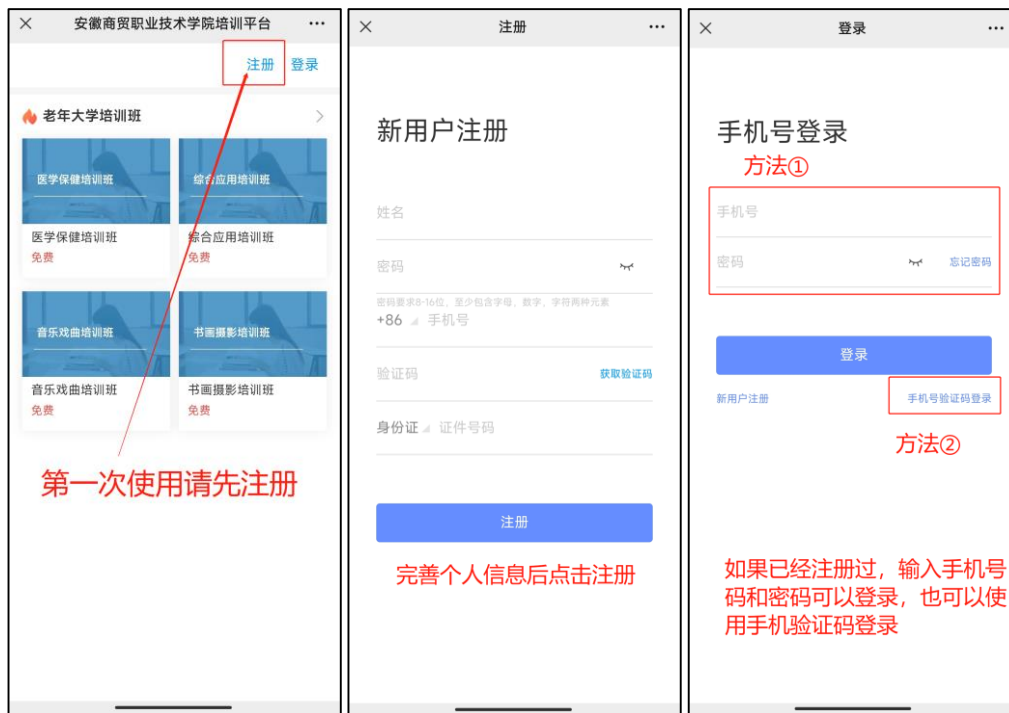 安徽商贸职业技术学院培训平台
注册 登录
老年大学培训班
医学保健培训班
综合应用培训班
医学保健培训班
综合应用培训班
免费
免费
音乐戏曲培训班
书画摄影培训班
音乐戏曲培训班
书画摄影培训班
免费
免费
第一次使用请先注册
注册
新用户注册
姓名
密码
密码要求8-16位，至少包含字母，数字，字符两种元素
+86 手机号
验证码 获取验证码
身份证 证件号码
注册
完善个人信息后点击注册
登录
手机号登录
方法①
手机号
密码 忘记密码
登录
新用户注册 手机号验证码登录
方法②
如果已经注册过，输入手机号
码和密码可以登录，也可以使
用手机验证码登录